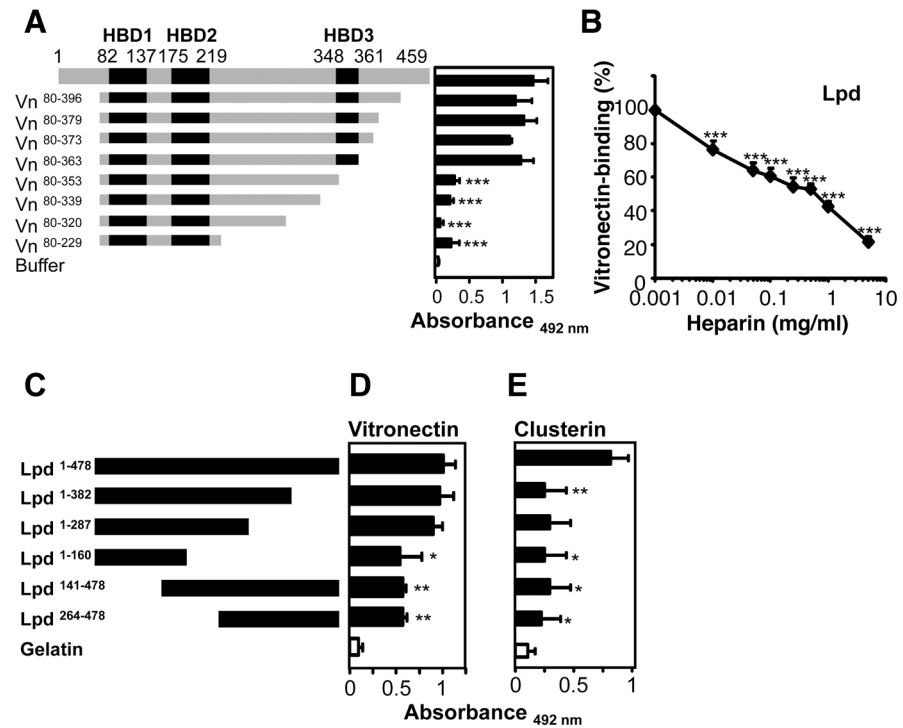 A
HBD1 HBD2 HBD3
1 82 137 175 219 348 361 459
Vn 80-396
Vn 80-379
Vn 80-373
Vn 80-363
Vn 80-353 ***
Vn 80-339 ***
Vn 80-320 ***
Vn 80-229 ***
Buffer
0 0.5 1.0 1.5
Absorbance 492 nm
B
Lpd
Vitronectin-binding (%)
100
80
60
40
20
0
*** *** *** *** *** *** ***
0.001 0.01 0.1 1 10
Heparin (mg/ml)
C
Lpd 1-478
Lpd 1-382
Lpd 1-287
Lpd 1-160
Lpd 141-478
Lpd 264-478
Gelatin
D
Vitronectin
*
**
**
0 0.5 1
E
Clusterin
**
*
*
*
0 0.5 1
Absorbance 492 nm